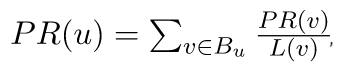 $PR(u) = \sum_{v \in B_u} \frac{PR(v)}{L(v)},$